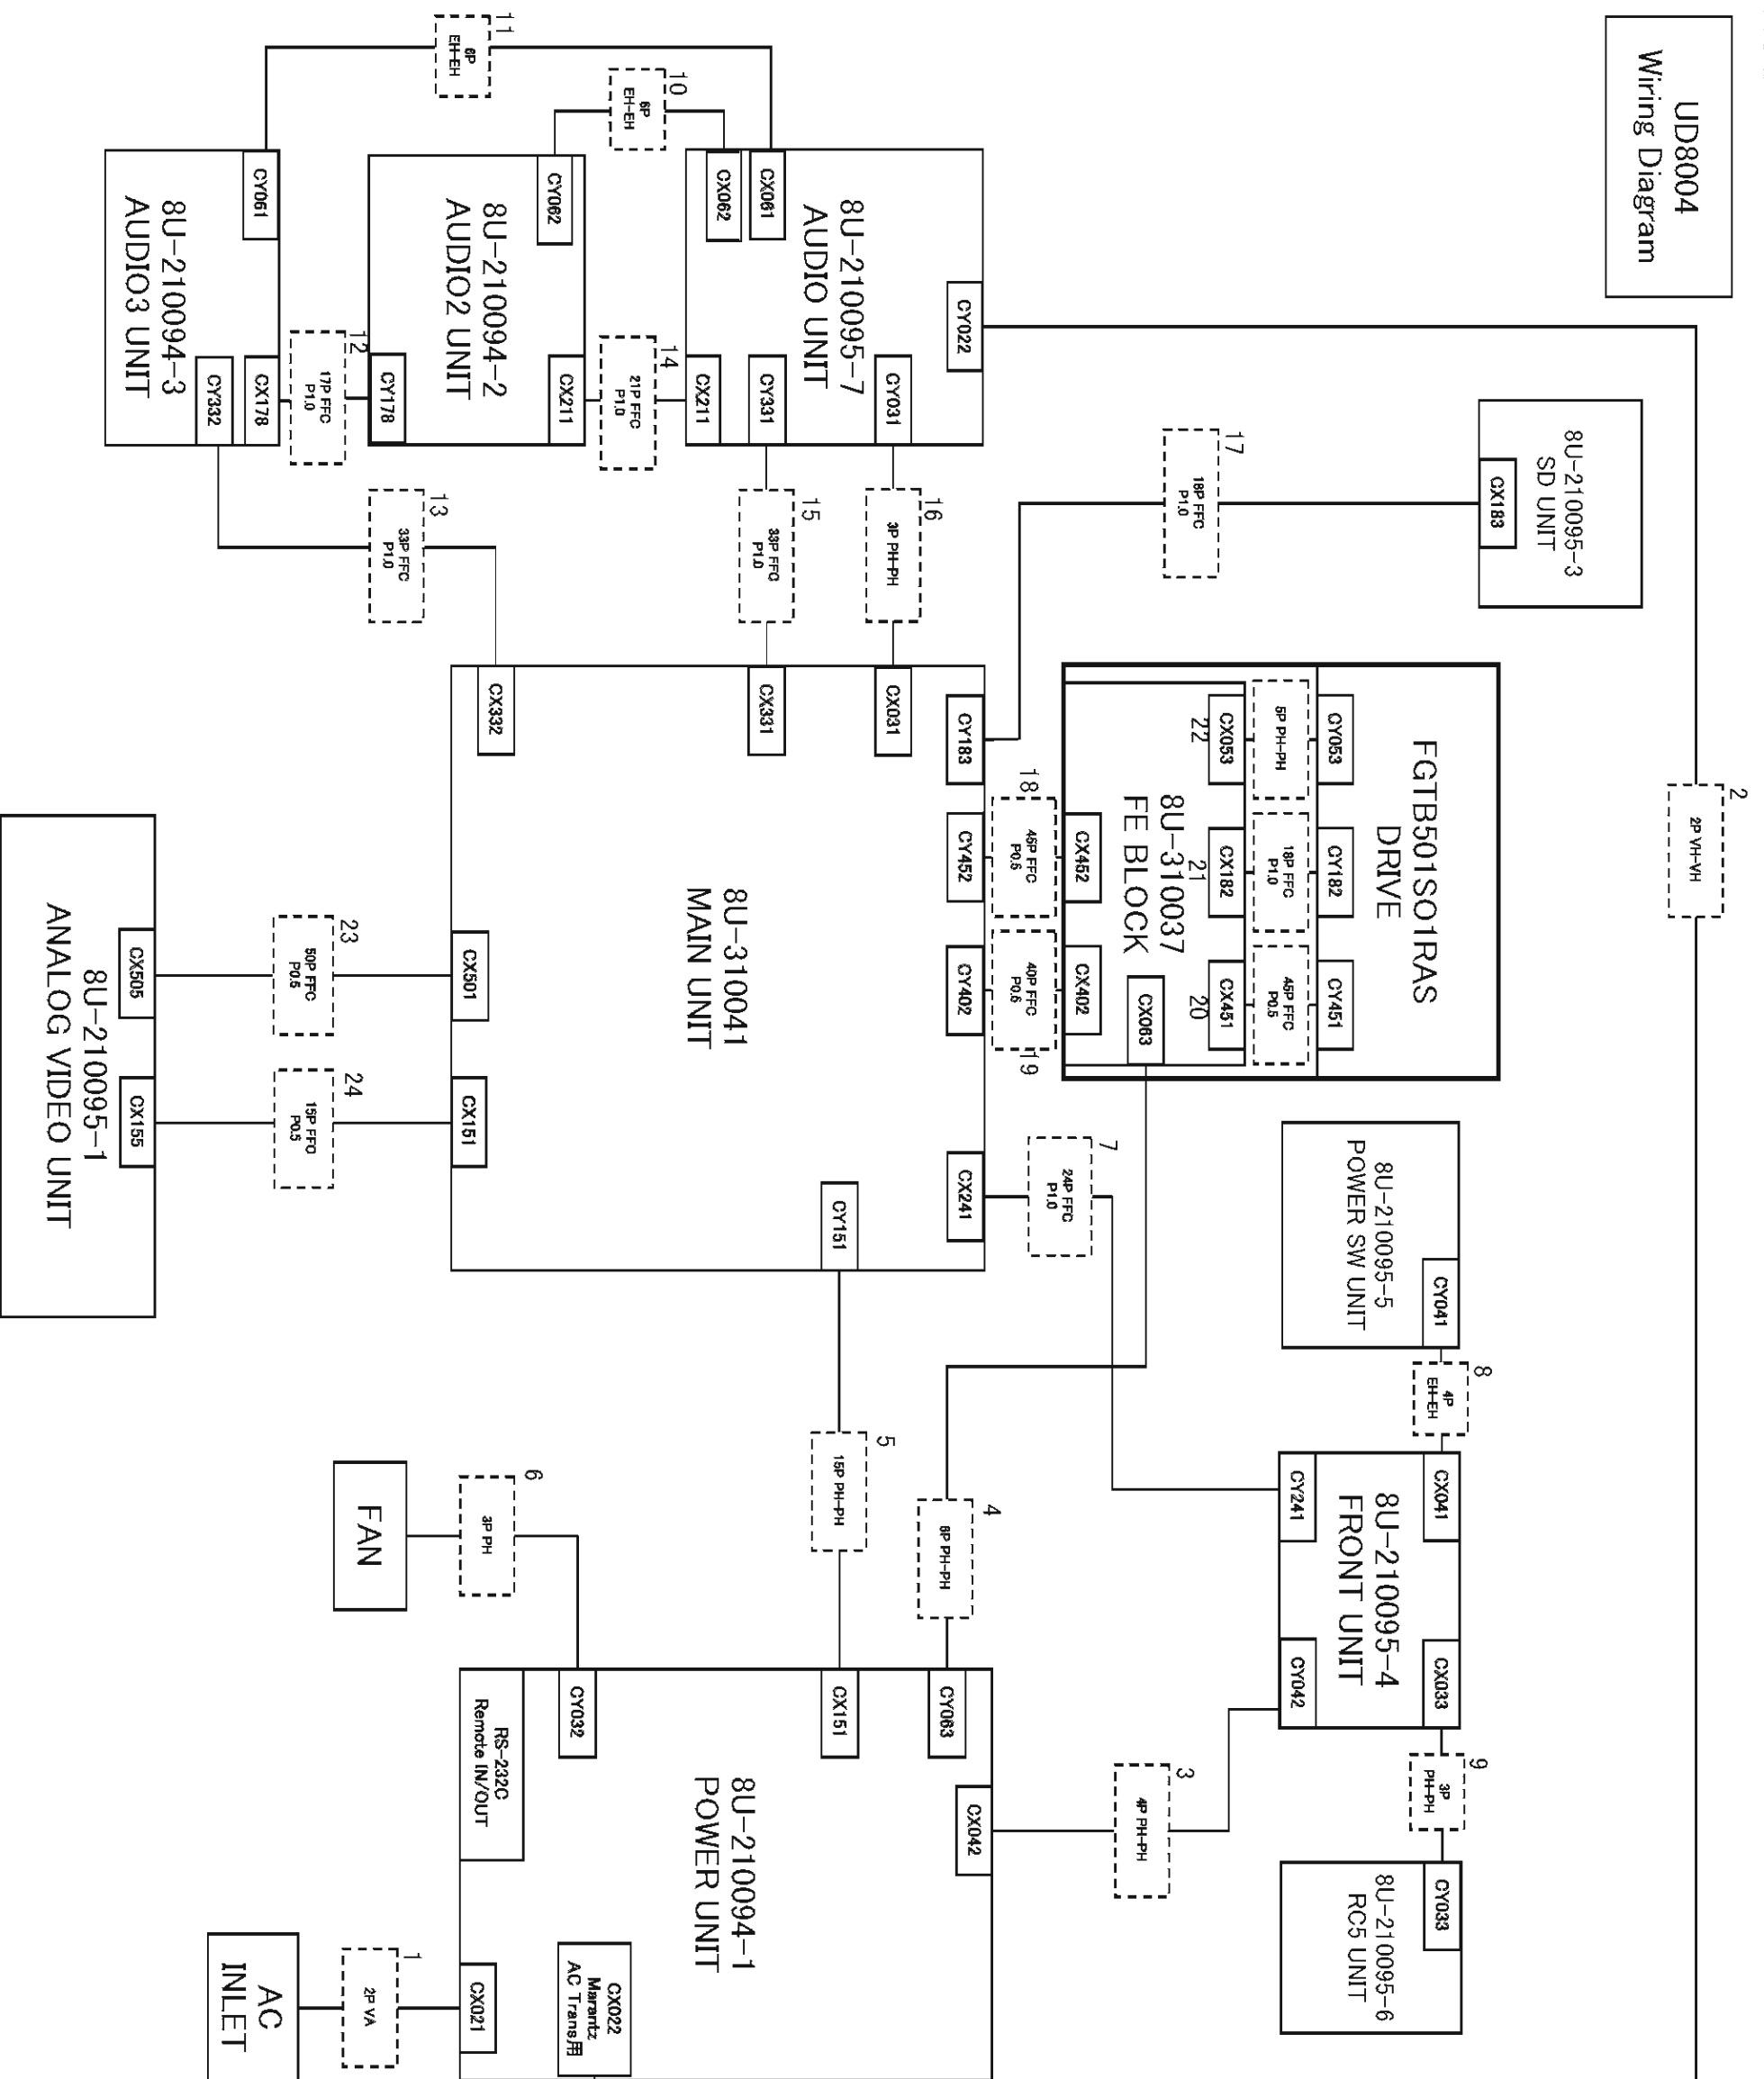 UD8004
Wiring Diagram
2
2P VH-VH
8U-210095-3
SD UNIT
CX183
17
18P FFC
P1.0
FGTB501SO1RAS
DRIVE
CY053
CY182
CY451
5P PH-PH
18P FFC
P1.0
45P FFC
P0.5
CX053
CX182
CX451
22
21
20
8U-310037
FE BLOCK
CX063
CX452
CX402
18
45P FFC
P0.5
40P FFC
19
8U-210095-5
POWER SW UNIT
CY041
8
4P
EH-EH
CX041
CX033
8U-210095-4
FRONT UNIT
CY241
CY042
9
3P
PH-PH
CY033
8U-210095-6
RC5 UNIT
3
4P PH-PH
7
24P FFC
P1.0
11
6P
EH-EH
10
6P
EH-EH
CY022
8U-210095-7
AUDIO UNIT
CX061
CX062
CY031
CY331
CX211
16
3P PH-PH
15
33P FFC
P1.0
14
21P FFC
P1.0
CY062
8U-210094-2
AUDIO2 UNIT
CX211
CY178
12
17P FFC
P1.0
CY061
8U-210094-3
AUDIO3 UNIT
CX178
CY332
13
33P FFC
P1.0
CY183
CY452
CY402
CX241
CX031
CX331
CX332
8U-310041
MAIN UNIT
CY151
CX501
CX151
23
50P FFC
P0.5
24
15P FFC
P0.5
CX505
CX155
8U-210095-1
ANALOG VIDEO UNIT
4
6P PH-PH
5
15P PH-PH
6
3P PH
FAN
CY063
CX042
CX151
CY032
8U-210094-1
POWER UNIT
RS-232C
Remote IN/OUT
CX022
Marantz
AC Trans用
CX021
1
2P VA
AC
INLET